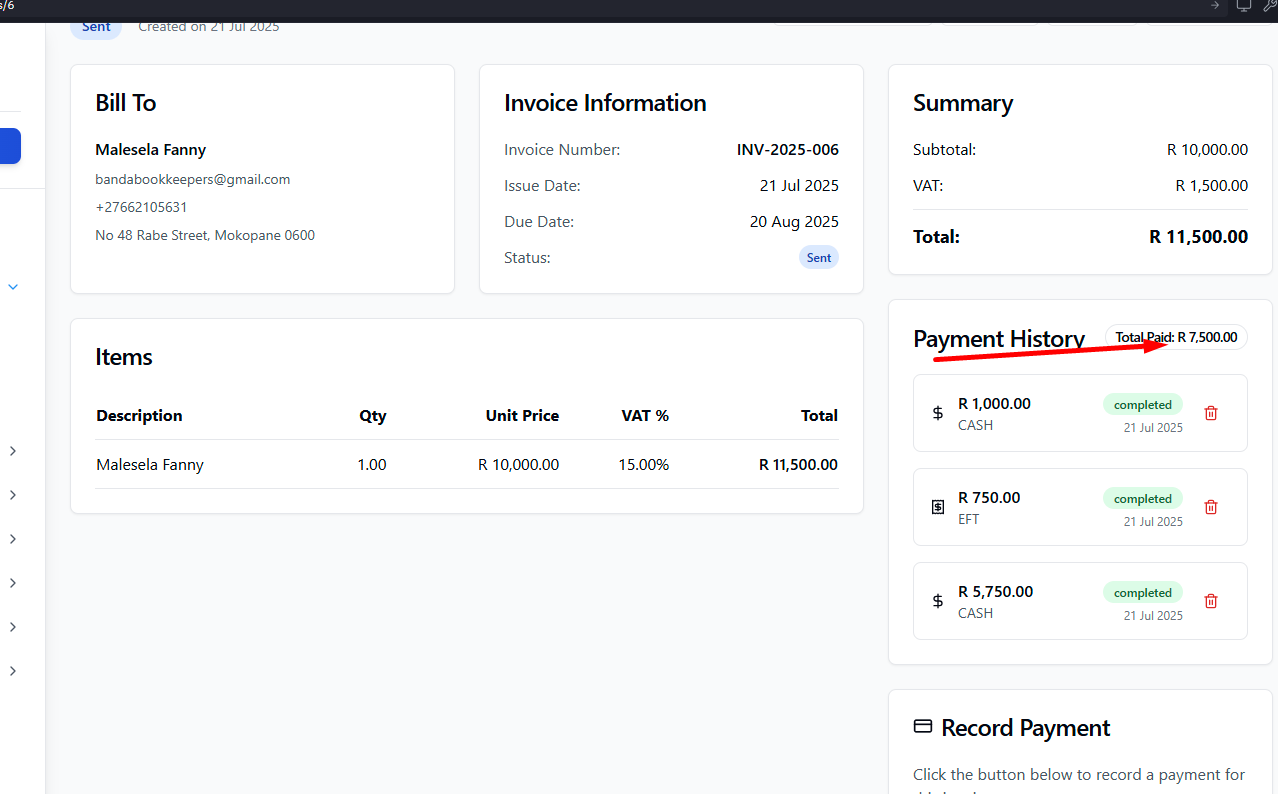 s/6
Sent Created on 21 Jul 2025
Bill To
Malesela Fanny
bandabookkeepers@gmail.com
+27662105631
No 48 Rabe Street, Mokopane 0600
Invoice Information
Invoice Number: INV-2025-006
Issue Date: 21 Jul 2025
Due Date: 20 Aug 2025
Status: Sent
Summary
Subtotal: R 10,000.00
VAT: R 1,500.00
Total: R 11,500.00
Items
Description Qty Unit Price VAT % Total
Malesela Fanny 1.00 R 10,000.00 15.00% R 11,500.00
Payment History Total Paid: R 7,500.00
R 1,000.00 completed
CASH 21 Jul 2025
R 750.00 completed
EFT 21 Jul 2025
R 5,750.00 completed
CASH 21 Jul 2025
Record Payment
Click the button below to record a payment for